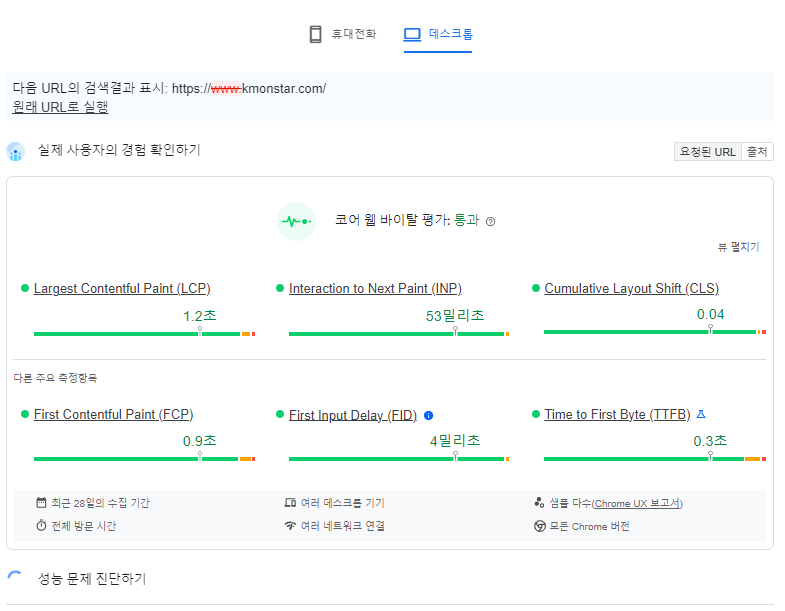 휴대전화 데스크톱
다음 URL의 검색결과 표시: https://www.kmonstar.com/
원래 URL로 실행
실제 사용자의 경험 확인하기 요청된 URL 출처
코어 웹 바이탈 평가: 통과
뷰 펼치기
Largest Contentful Paint (LCP) Interaction to Next Paint (INP) Cumulative Layout Shift (CLS)
1.2초 53밀리초 0.04
다른 주요 측정항목
First Contentful Paint (FCP) First Input Delay (FID) Time to First Byte (TTFB)
0.9초 4밀리초 0.3초
최근 28일의 수집 기간 여러 데스크톱 기기 샘플 다수(Chrome UX 보고서)
전체 방문 시간 여러 네트워크 연결 모든 Chrome 버전
성능 문제 진단하기